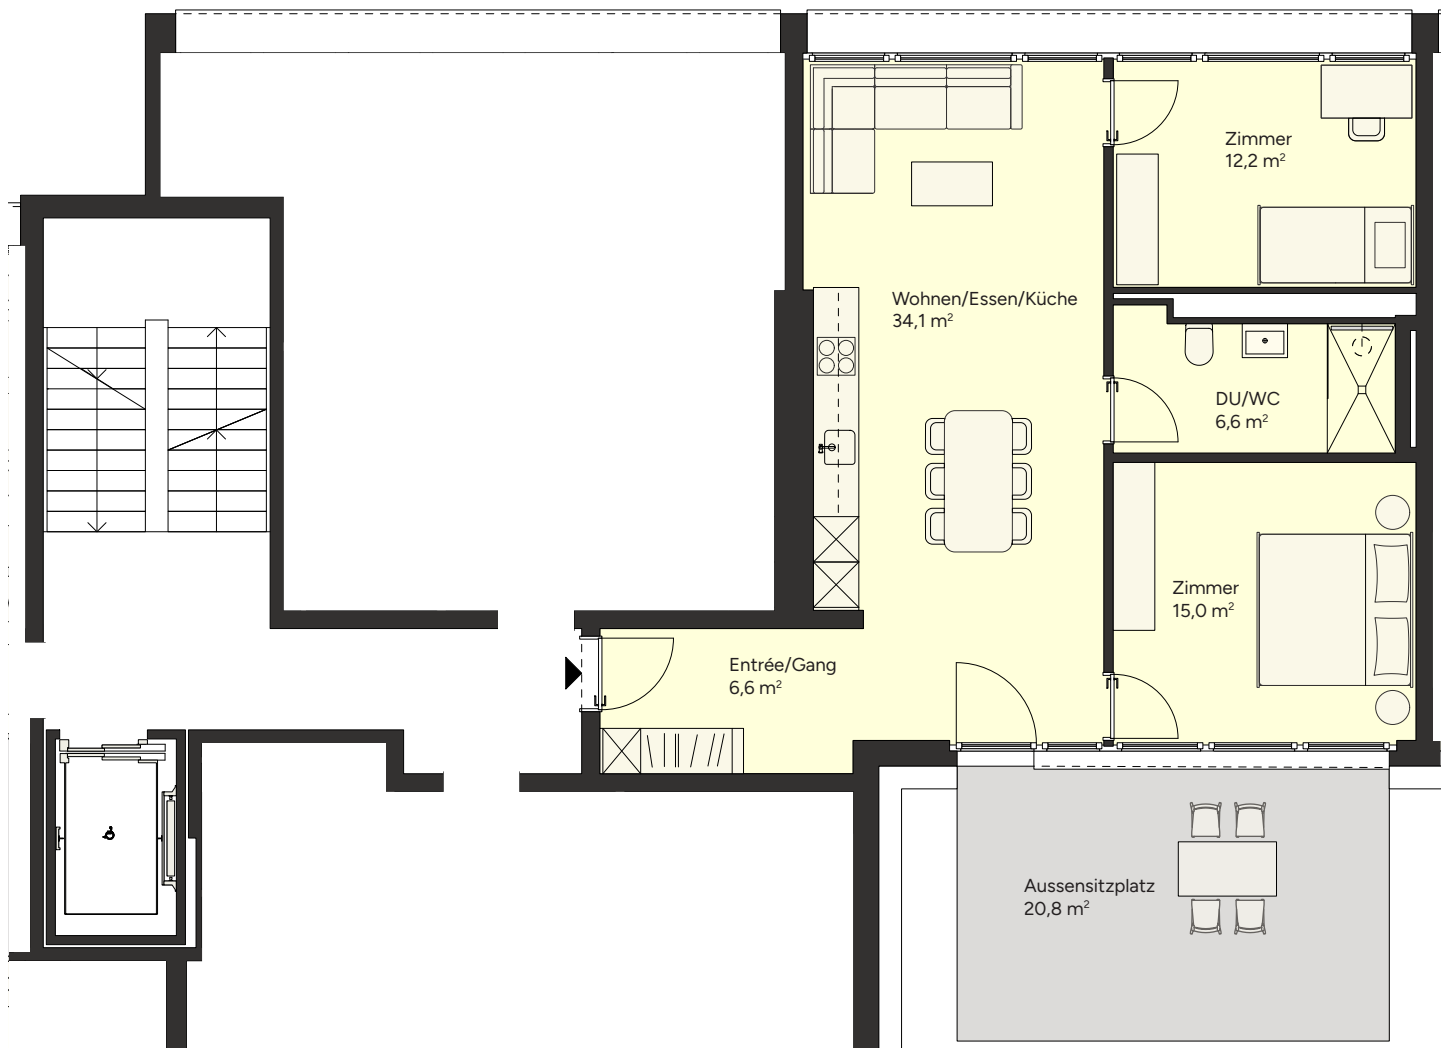 Zimmer
12,2 m²
Wohnen/Essen/Küche
34,1 m²
DU/WC
6,6 m²
Zimmer
15,0 m²
Entrée/Gang
6,6 m²
Aussensitzplatz
20,8 m²